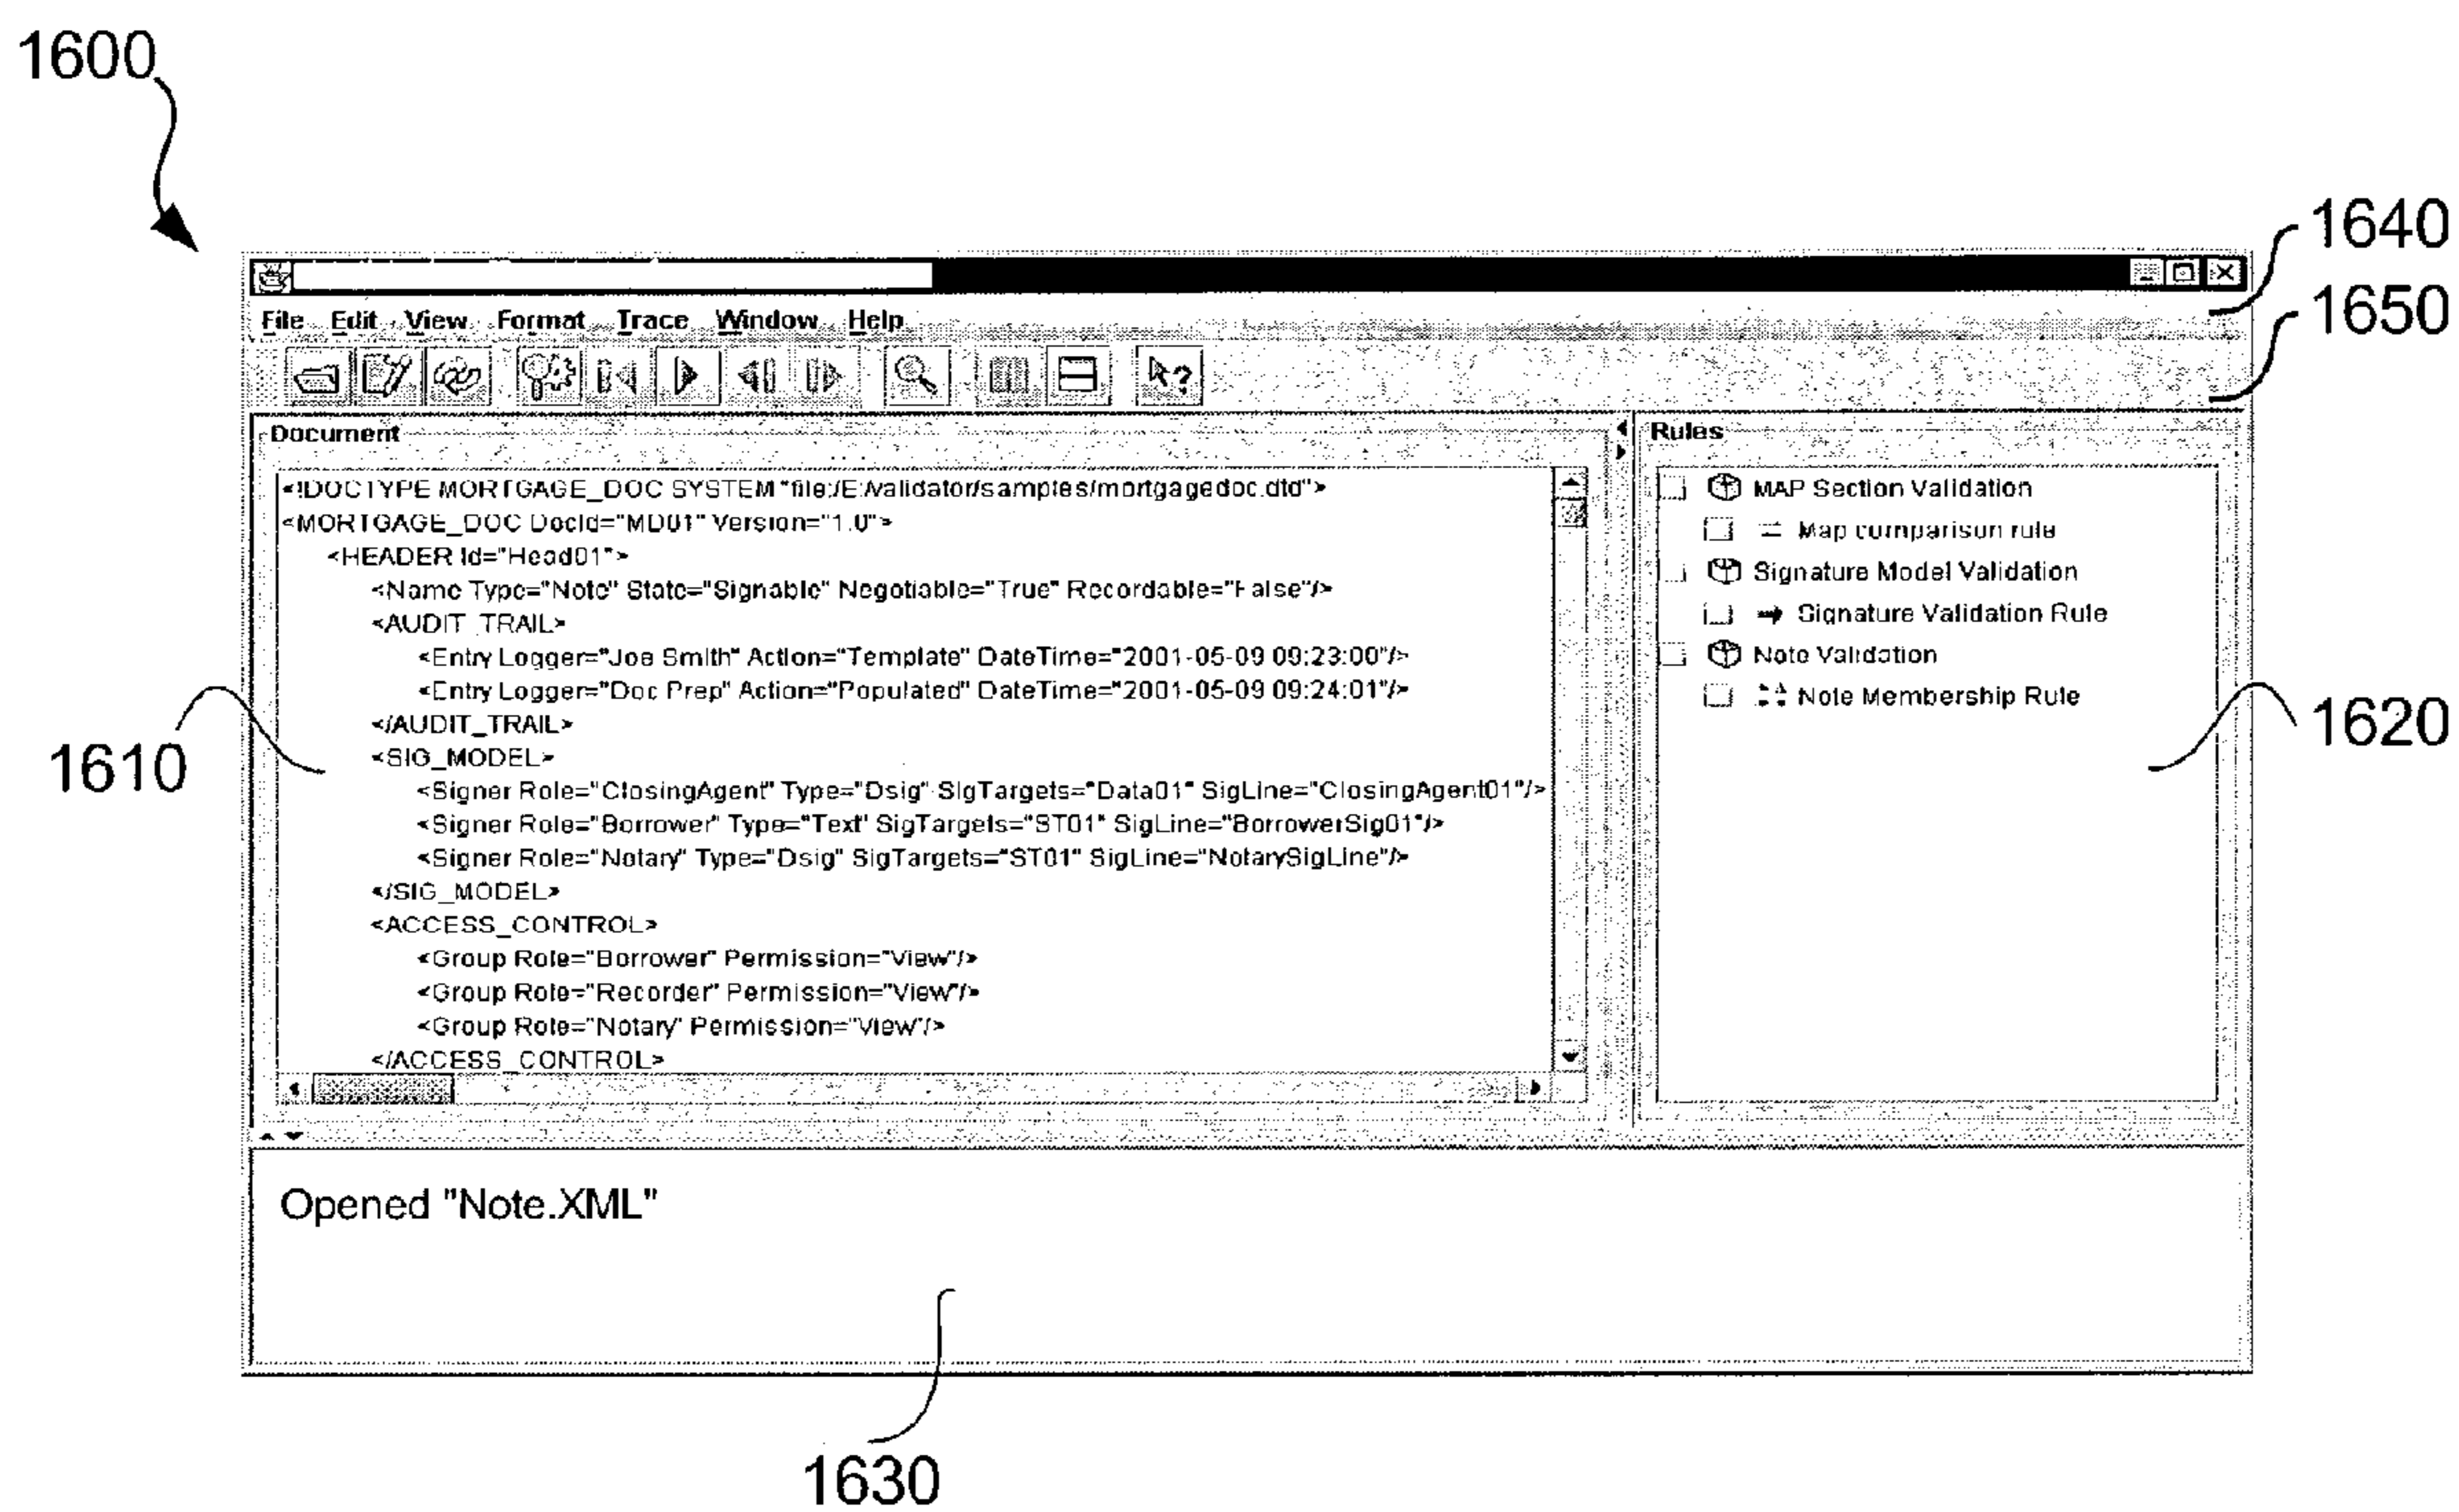 1600
1640
1650
File Edit View Format Trace Window Help
Document
<!DOCTYPE MORTGAGE_DOC SYSTEM "file:/E:/validator/samples/mortgagedoc.dtd">
<MORTGAGE_DOC DocId="MD01" Version="1.0">
<HEADER Id="Head01">
<Name Type="Note" State="Signable" Negotiable="True" Recordable="False"/>
<AUDIT_TRAIL>
<Entry Logger="Joe Smith" Action="Template" DateTime="2001-05-09 09:23:00"/>
<Entry Logger="Doc Prep" Action="Populated" DateTime="2001-05-09 09:24:01"/>
</AUDIT_TRAIL>
<SIG_MODEL>
<Signer Role="ClosingAgent" Type="Dsig" SigTargets="Data01" SigLine="ClosingAgent01"/>
<Signer Role="Borrower" Type="Text" SigTargets="ST01" SigLine="BorrowerSig01"/>
<Signer Role="Notary" Type="Dsig" SigTargets="ST01" SigLine="NotarySigLine"/>
</SIG_MODEL>
<ACCESS_CONTROL>
<Group Role="Borrower" Permission="View"/>
<Group Role="Recorder" Permission="View"/>
<Group Role="Notary" Permission="View"/>
</ACCESS_CONTROL>
Rules
MAP Section Validation
Map comparison rule
Signature Model Validation
Signature Validation Rule
Note Validation
Note Membership Rule
1610
1620
Opened "Note.XML"
1630